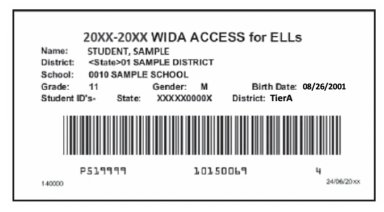 20XX-20XX WIDA ACCESS for ELLs
Name: STUDENT, SAMPLE
District: <State>01 SAMPLE DISTRICT
School: 0010 SAMPLE SCHOOL
Grade: 11 Gender: M Birth Date: 08/26/2001
Student ID's- State: XXXXX0000X District: TierA
PS19999 10150069 4
140000 24/06/20xx